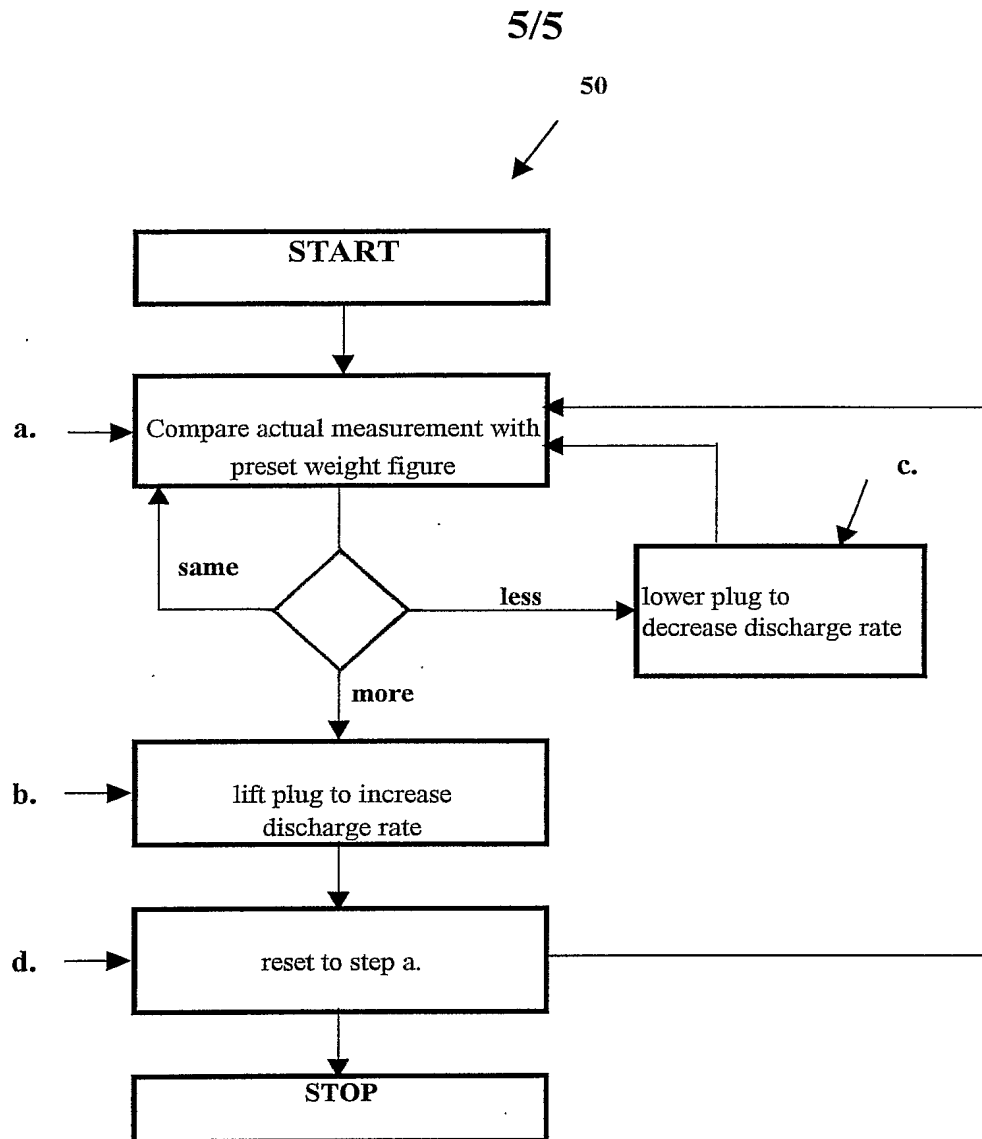 5/5
50
START
a.
Compare actual measurement with
preset weight figure
c.
same
less
lower plug to
decrease discharge rate
more
b.
lift plug to increase
discharge rate
d.
reset to step a.
STOP